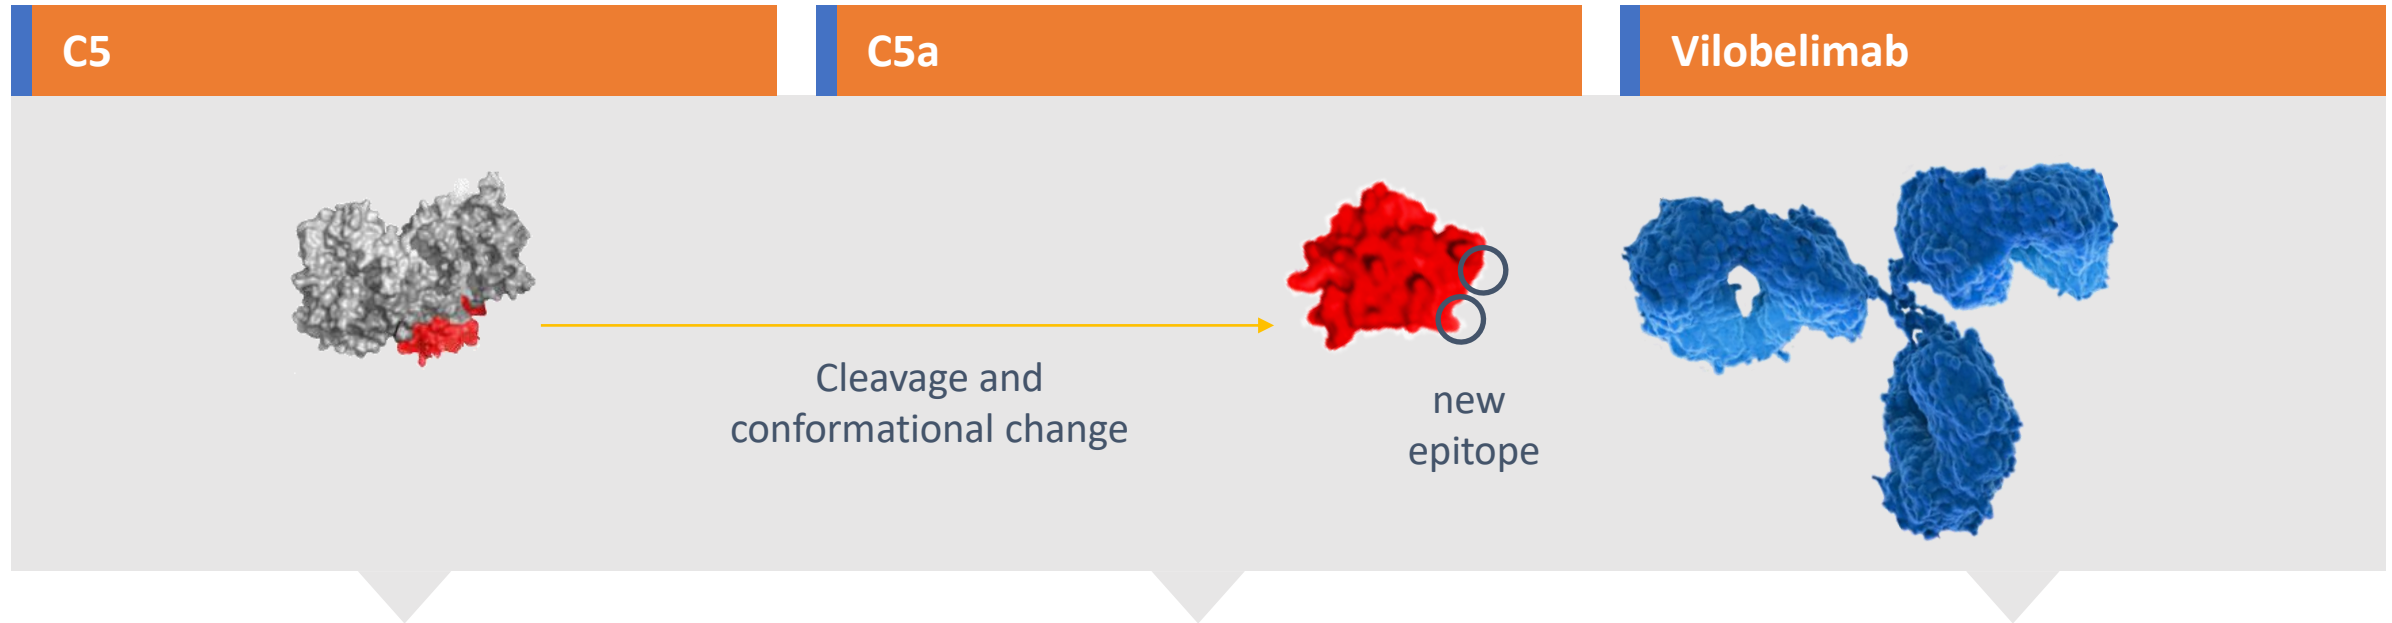 C5
C5a
Vilobelimab
Cleavage and
conformational change
new
epitope